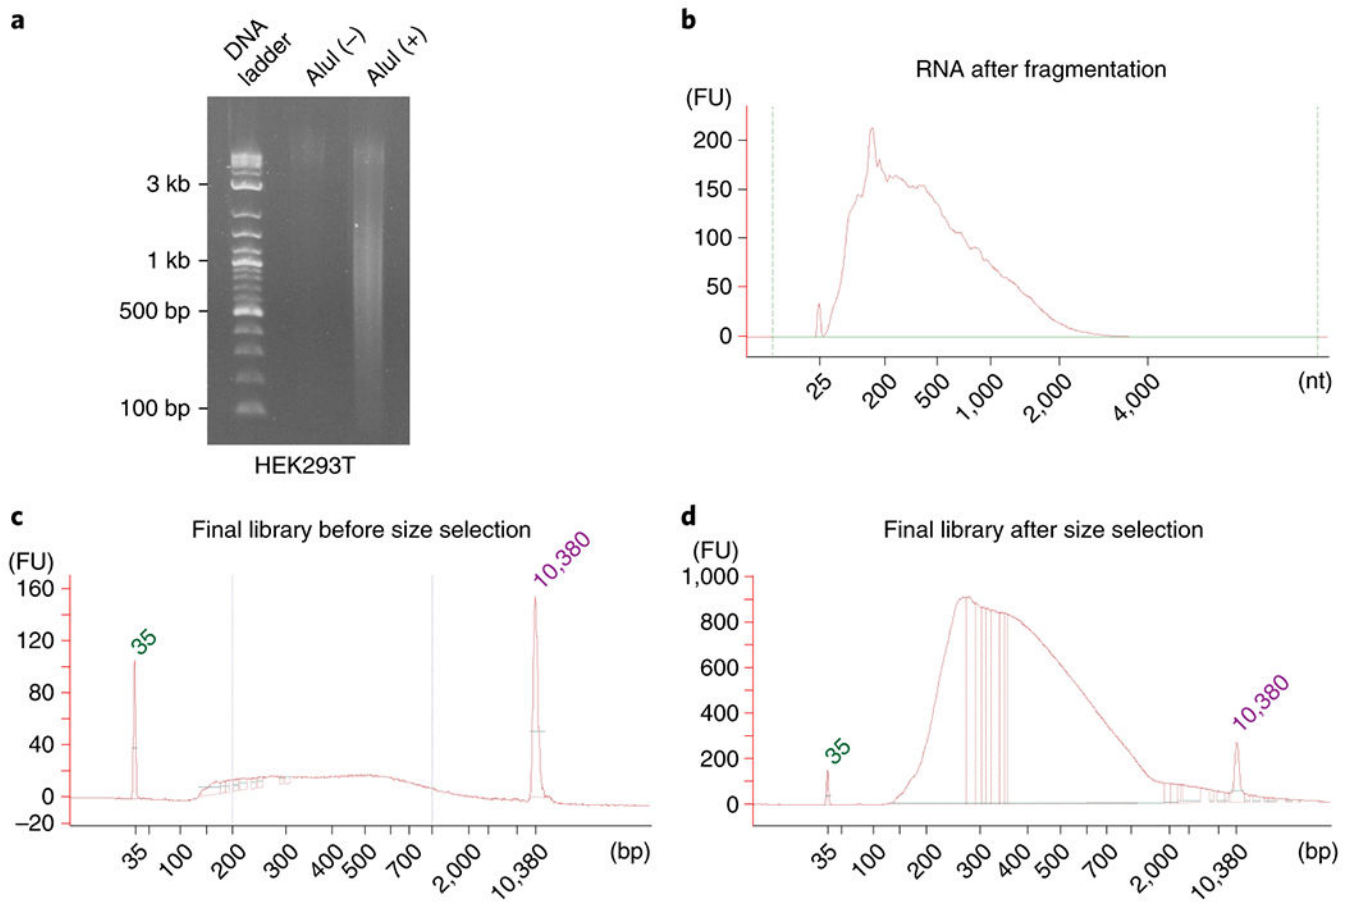 a
DNA
ladder
AluI (–)
AluI (+)
3 kb
1 kb
500 bp
100 bp
HEK293T
b
RNA after fragmentation
(FU)
200
150
100
50
0
25
200
500
1,000
2,000
4,000
(nt)
c
Final library before size selection
(FU)
160
120
80
40
0
–20
35
10,380
35
100
200
300
400
500
700
2,000
10,380
(bp)
d
Final library after size selection
(FU)
1,000
800
600
400
200
0
35
10,380
35
100
200
300
400
500
700
2,000
10,380
(bp)